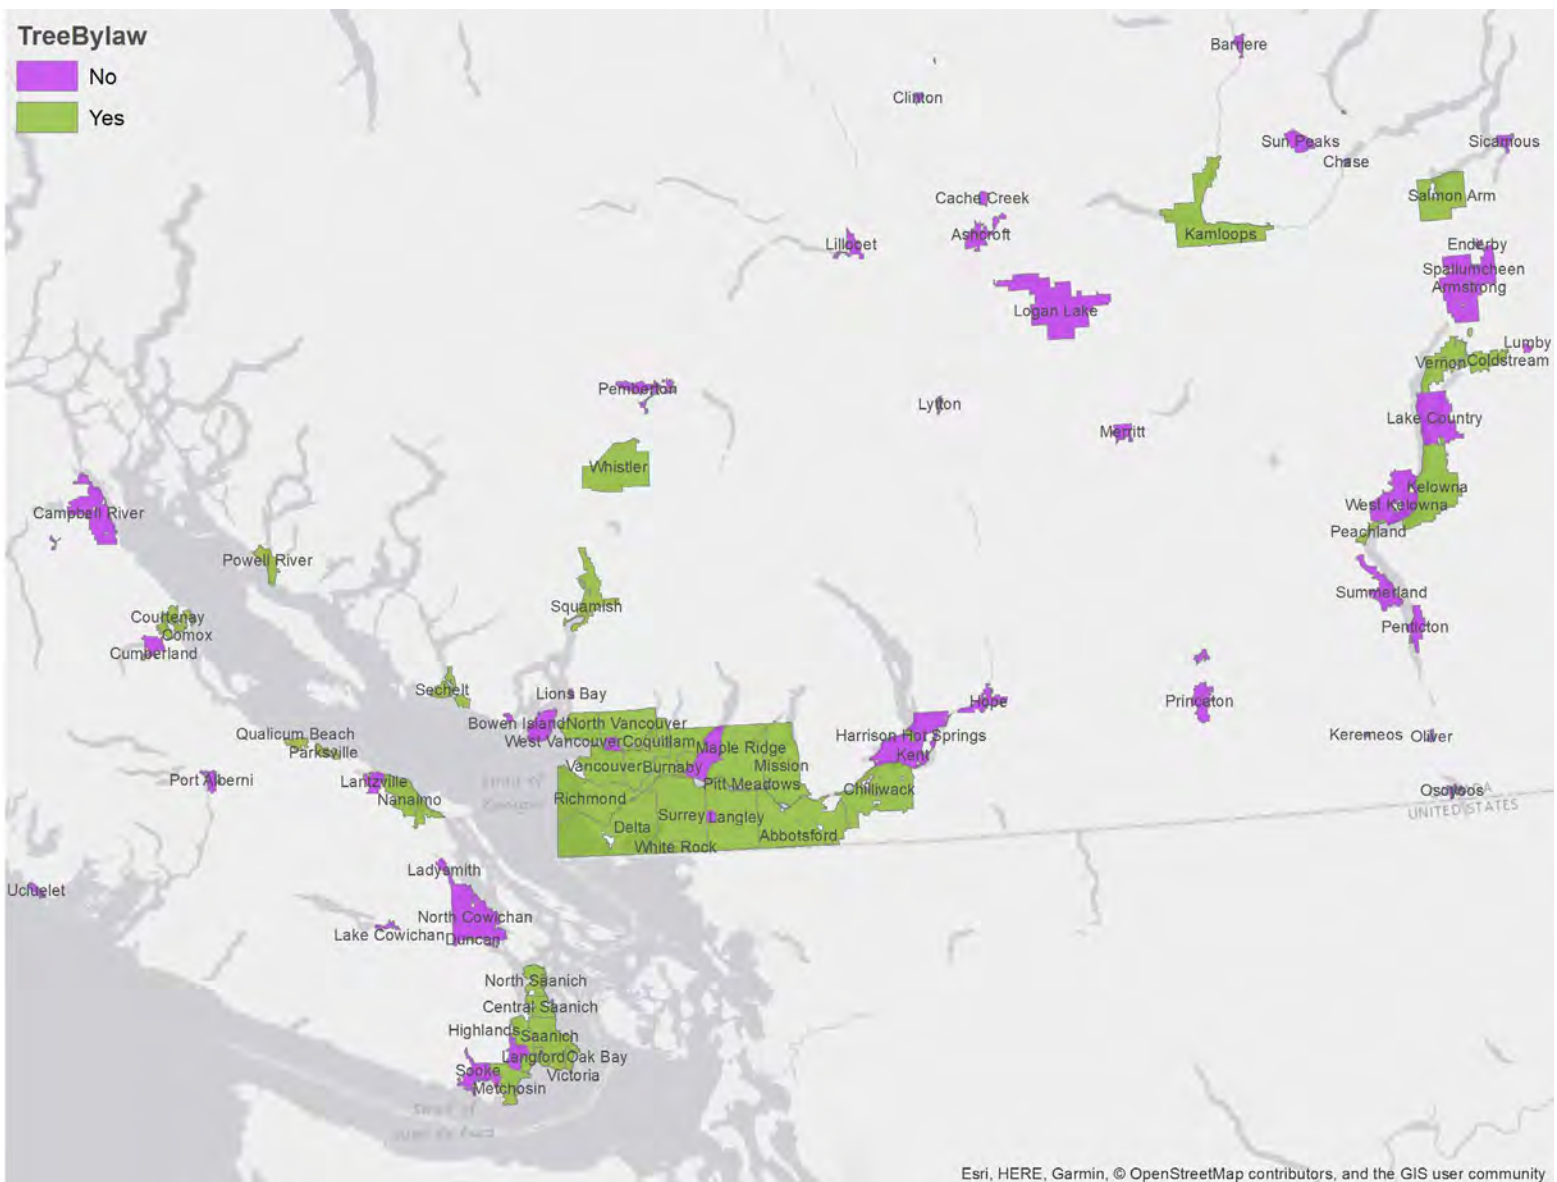 TreeBylaw
No
Yes
Barriere
Clinton
Sun Peaks
Sicamous
Chase
Cache Creek
Salmon Arm
Ashcroft
Kamloops
Lillooet
Enderby
Spallumcheen
Armstrong
Logan Lake
Lumby
Vernon
Coldstream
Pemberton
Lytton
Lake Country
Merritt
Whistler
Kelowna
West Kelowna
Campbell River
Peachland
Powell River
Summerland
Squamish
Courtenay
Comox
Penticton
Cumberland
Sechelt
Lions Bay
Hope
Princeton
Bowen Island
North Vancouver
Qualicum Beach
Harrison Hot Springs
Keremeos
Oliver
West Vancouver
Coquitlam
Maple Ridge
Parksville
Kent
Vancouver
Burnaby
Mission
Port Alberni
Lantzville
Pitt Meadows
Chilliwack
Osoyoos
Nanaimo
Richmond
UNITED STATES
Surrey
Langley
Delta
Abbotsford
White Rock
Ladysmith
Ucluelet
North Cowichan
Lake Cowichan
Duncan
North Saanich
Central Saanich
Highlands
Saanich
Langford
Oak Bay
Sooke
Victoria
Metchosin
Esri, HERE, Garmin, © OpenStreetMap contributors, and the GIS user community